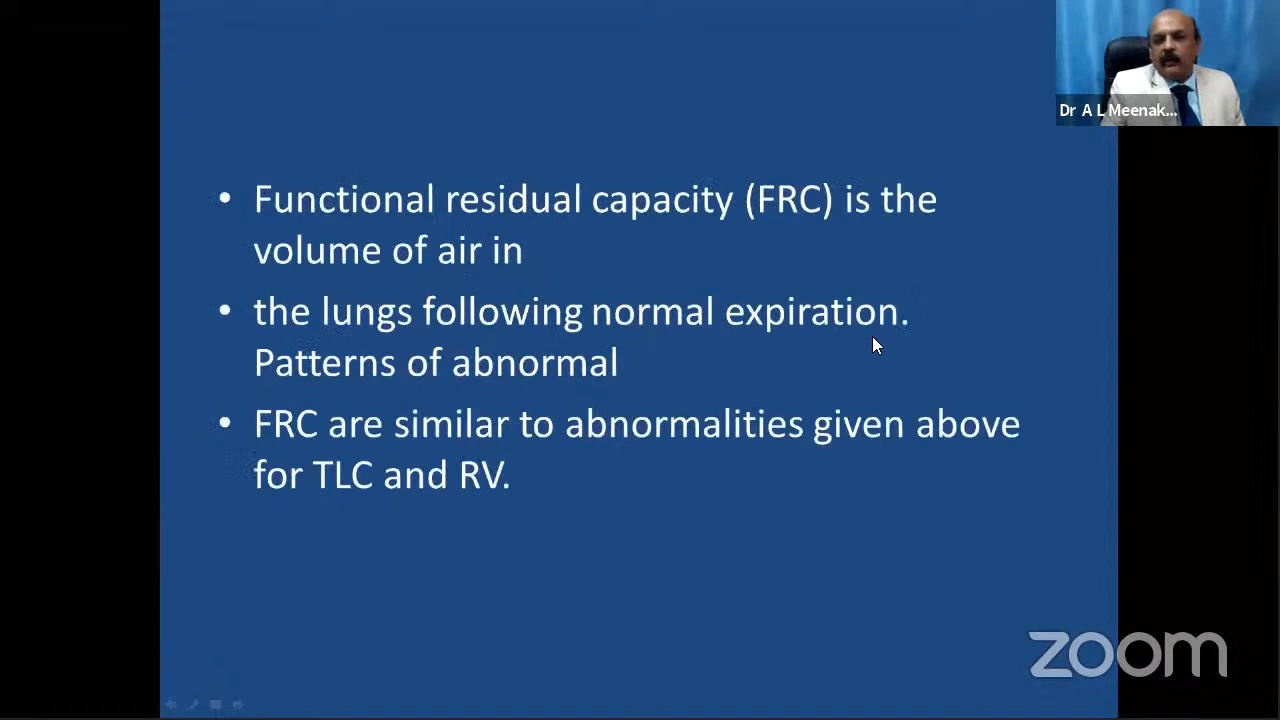 Dr A L Meenak...
• Functional residual capacity (FRC) is the
volume of air in
• the lungs following normal expiration.
Patterns of abnormal
• FRC are similar to abnormalities given above
for TLC and RV.
zoom